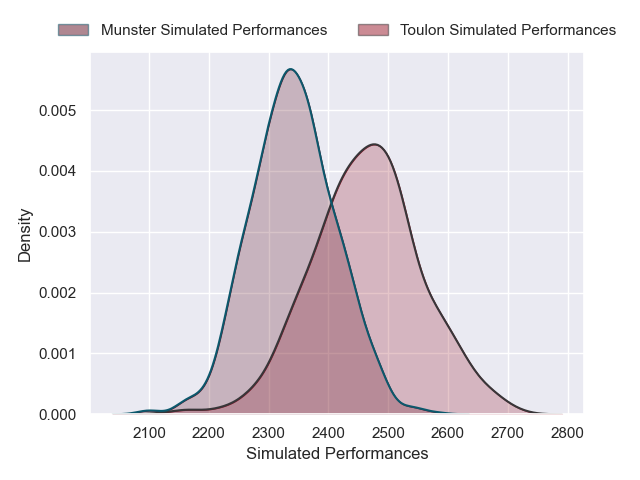 Munster Simulated Performances Toulon Simulated Performances
Density
0.005
0.004
0.003
0.002
0.001
0.000
2100 2200 2300 2400 2500 2600 2700 2800
Simulated Performances